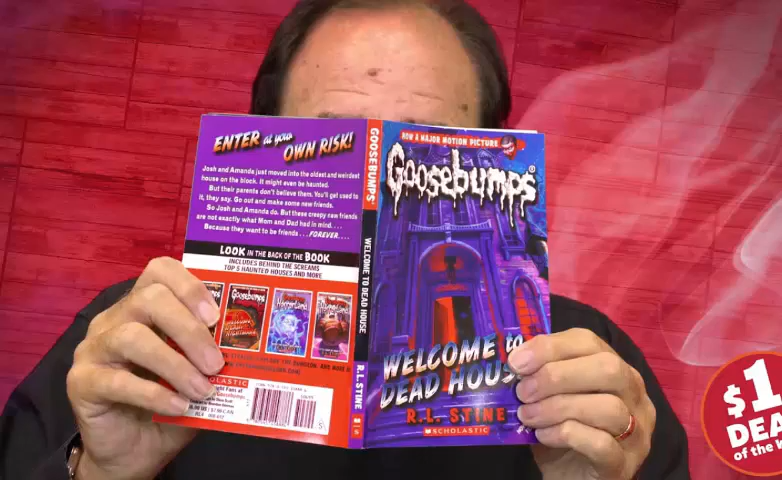 ENTER at your
OWN RISK!
Josh and Amanda just moved into the oldest and weirdest
house on the block. It might even be haunted.
But their parents don't believe them. You'll get used to
it, they say. Go out and make some new friends.
So Josh and Amanda do. But these creepy new friends
are not exactly what Mom and Dad had in mind....
Because they want to be friends...FOREVER....
LOOK IN THE BACK OF THE BOOK
INCLUDES BEHIND THE SCREAMS
TOP 5 HAUNTED HOUSES AND MORE
Goosebumps
SCHOLASTIC
GOOSEBUMPS
WELCOME TO DEAD HOUSE
R.L. STINE
NOW A MAJOR MOTION PICTURE
Goosebumps®
WELCOME to
DEAD HOUS
R.L. STINE
SCHOLASTIC
$1
DEA
of the W